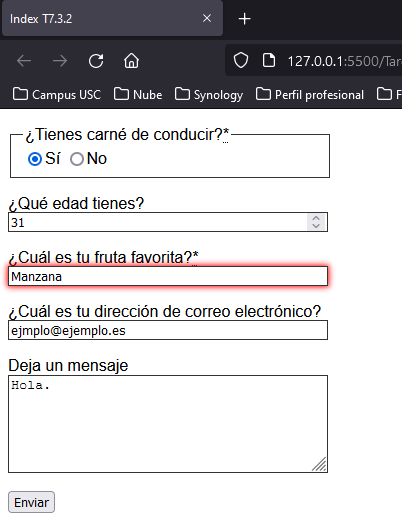 Index T7.3.2
127.0.0.1:5500/Tar
Campus USC Nube Synology Perfil profesional F
¿Tienes carné de conducir?*
Sí No
¿Qué edad tienes?
31
¿Cuál es tu fruta favorita?*
Manzana
¿Cuál es tu dirección de correo electrónico?
ejmplo@ejemplo.es
Deja un mensaje
Hola.
Enviar